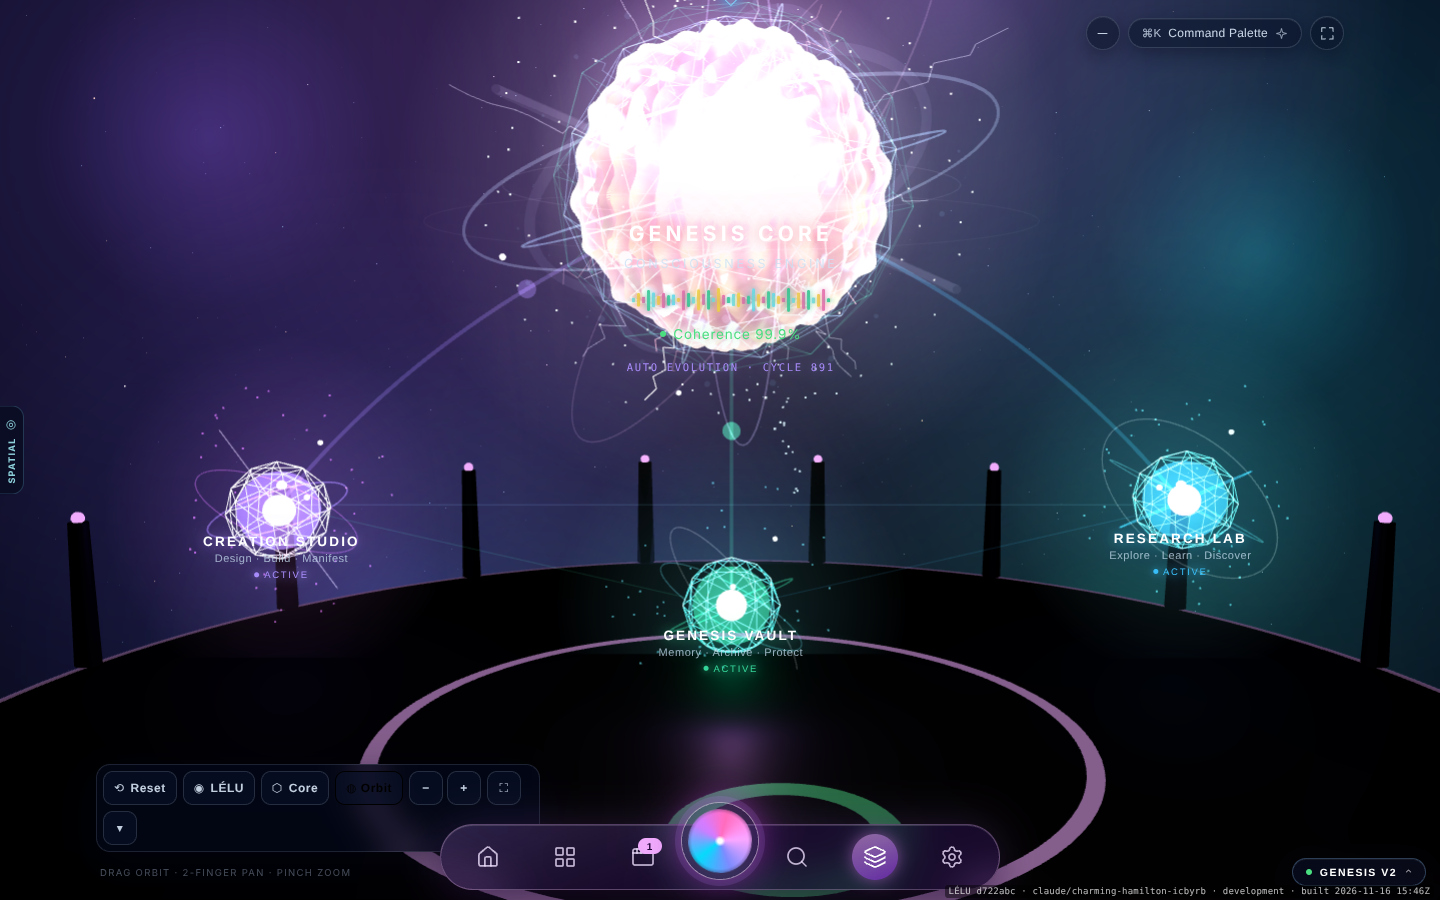 ⌘K Command Palette
GENESIS CORE
CONSCIOUSNESS ENGINE
Coherence 99.9%
AUTO EVOLUTION · CYCLE 891
SPATIAL
CREATION STUDIO
Design · Build · Manifest
ACTIVE
RESEARCH LAB
Explore · Learn · Discover
ACTIVE
GENESIS VAULT
Memory · Archive · Protect
ACTIVE
Reset LÉLU Core Orbit − +
1
DRAG ORBIT · 2-FINGER PAN · PINCH ZOOM
GENESIS V2
LÉLU d722abc · claude/charming-hamilton-icbyrb · development · built 2026-11-16 15:46Z